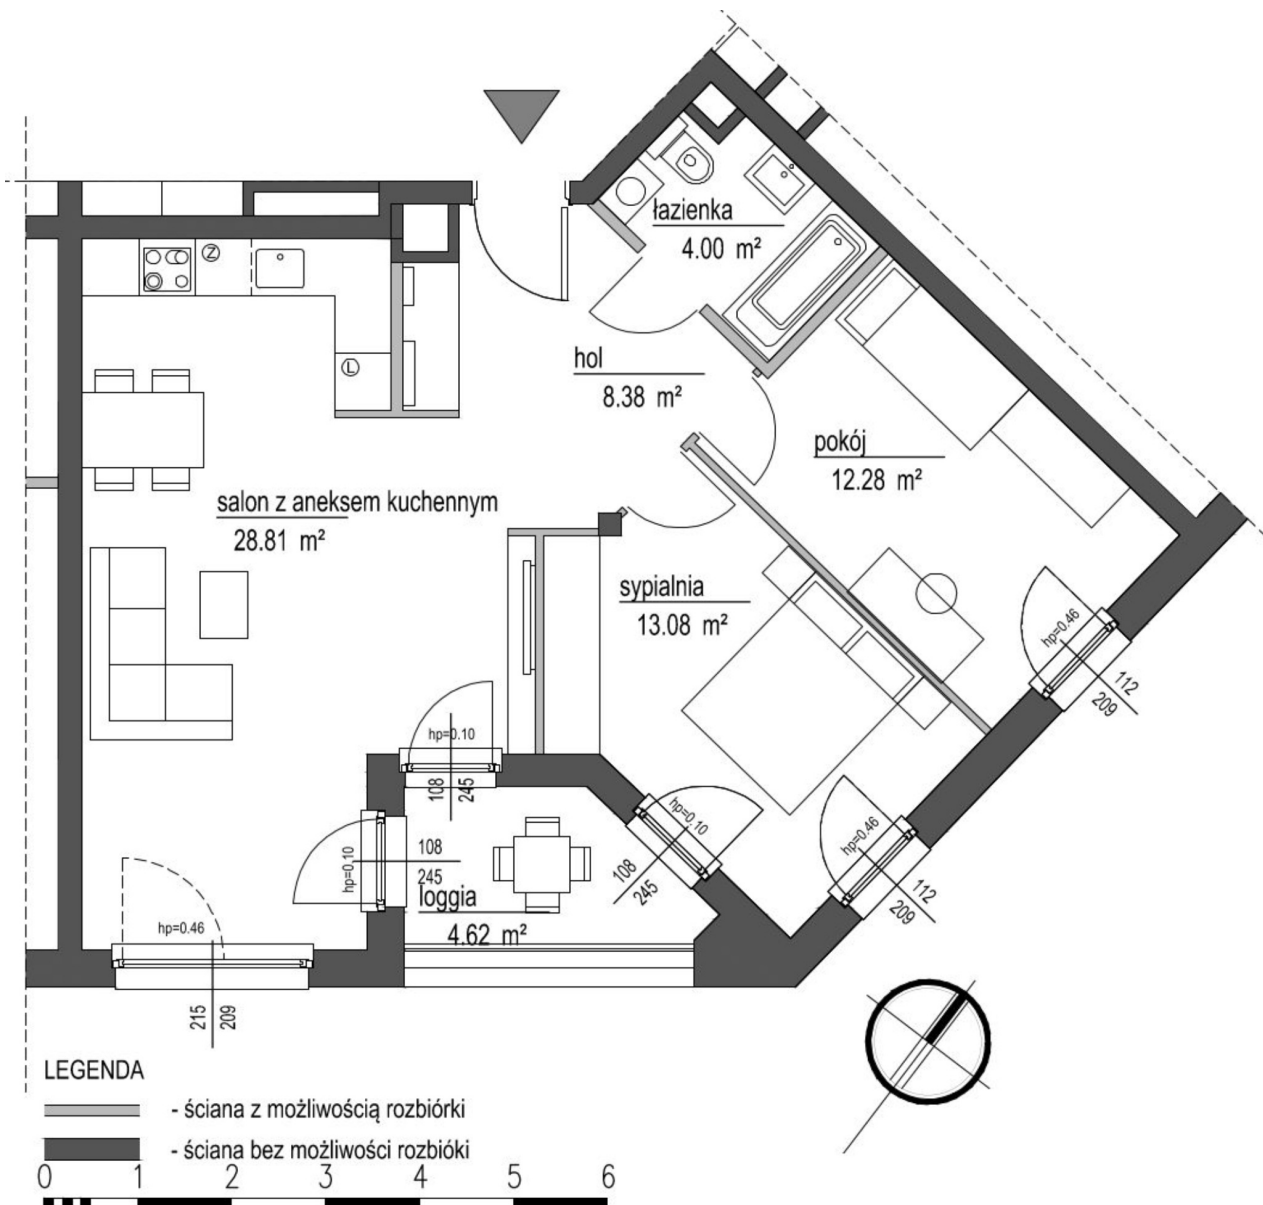 łazienka
4.00 m²
hol
8.38 m²
pokój
12.28 m²
salon z aneksem kuchennym
28.81 m²
sypialnia
13.08 m²
Z
L
hp=0.46
112
209
hp=0.10
108
245
hp=0.10
108
245
hp=0.10
108
245
hp=0.46
112
209
loggia
4.62 m²
hp=0.46
215
209
LEGENDA
- ściana z możliwością rozbiórki
- ściana bez możliwości rozbióki
0 1 2 3 4 5 6